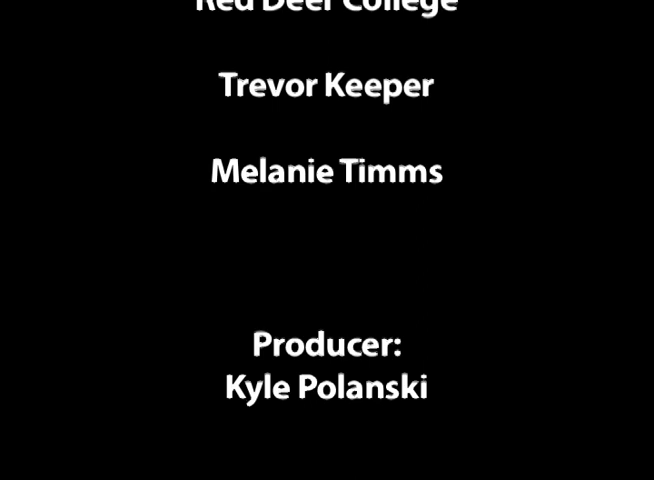 Red Deer College
Trevor Keeper
Melanie Timms
Producer:
Kyle Polanski